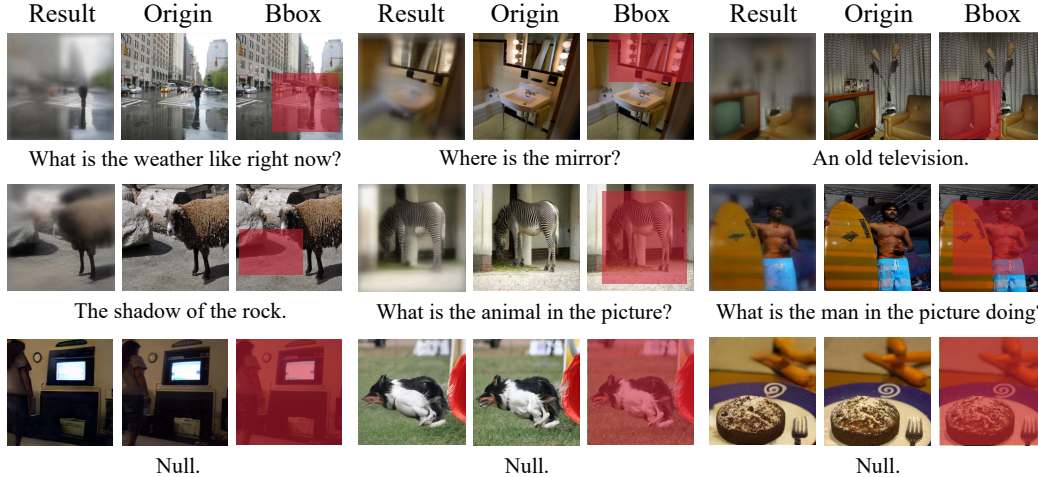 Result Origin Bbox Result Origin Bbox Result Origin Bbox
What is the weather like right now? Where is the mirror? An old television.
The shadow of the rock. What is the animal in the picture? What is the man in the picture doing?
Null. Null. Null.